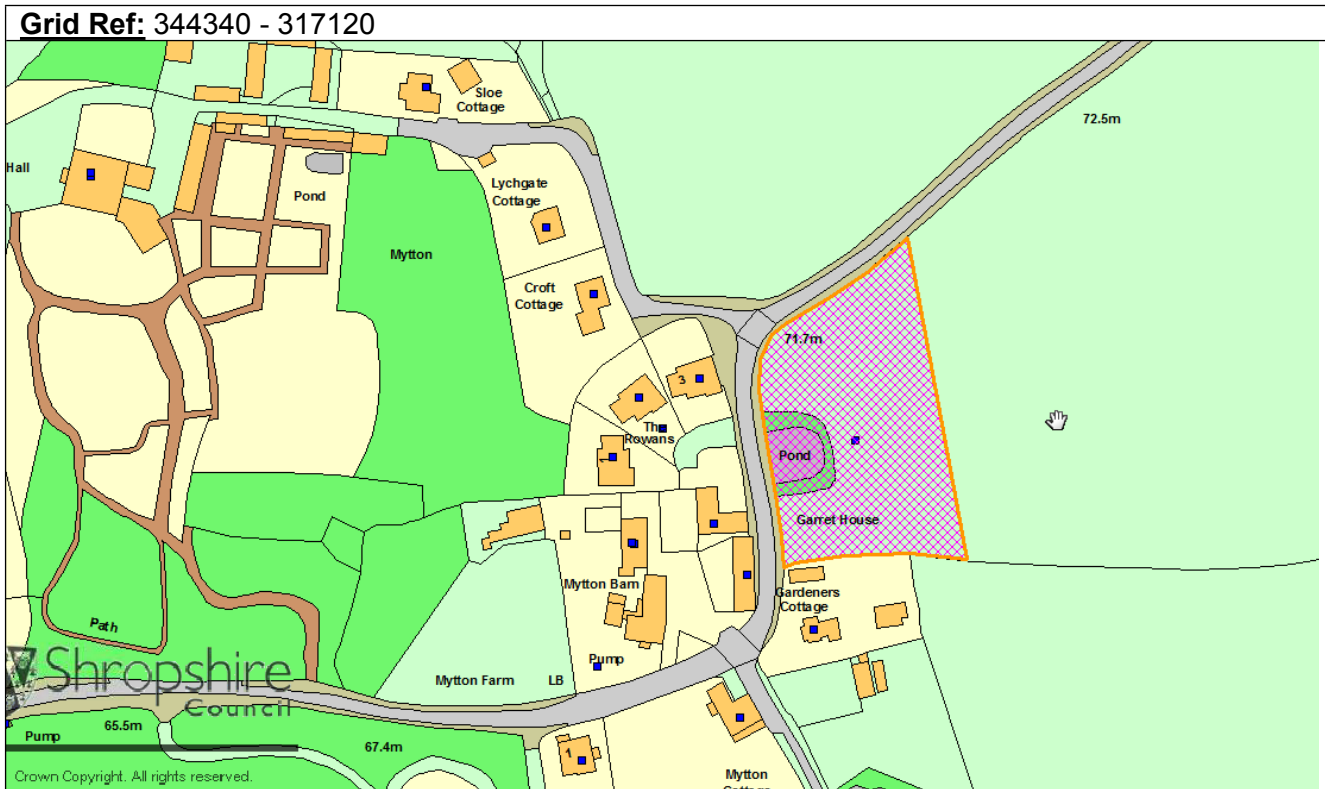 Grid Ref: 344340 - 317120
Sloe
Cottage
72.5m
Hall
Lychgate
Cottage
Pond
Mytton
Croft
Cottage
71.7m
3
The
Rowans
1
Pond
Garret House
Mytton Barn
Gardeners
Cottage
Path
Pump
Shropshire
Council
Mytton Farm
LB
65.5m
Pump
67.4m
1
Mytton
Crown Copyright. All rights reserved.